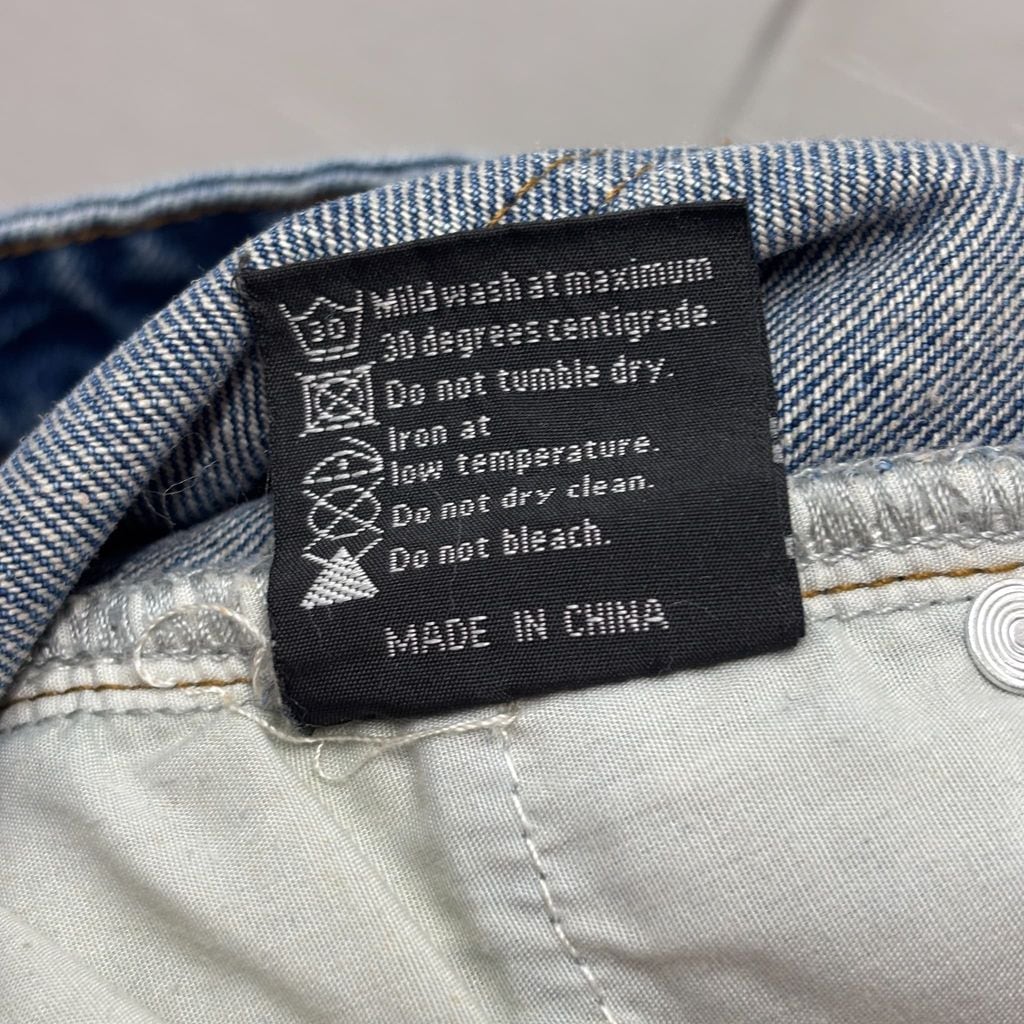 30
Mild wash at maximum
30 degrees centigrade.
Do not tumble dry.
Iron at
low temperature.
Do not dry clean.
Do not bleach.
MADE IN CHINA